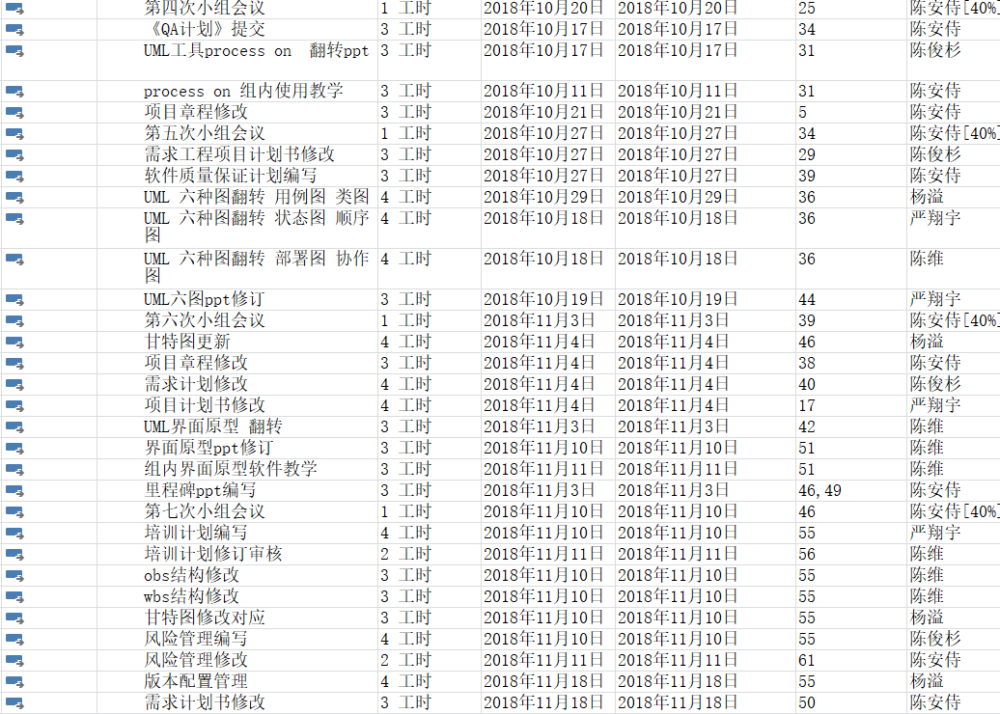 第四次小组会议 1 工时 2018年10月20日 2018年10月20日 25 陈安侍[40%]
《QA计划》提交 3 工时 2018年10月17日 2018年10月17日 34 陈安侍
UML工具process on 翻转ppt 3 工时 2018年10月17日 2018年10月17日 31 陈俊杉
process on 组内使用教学 3 工时 2018年10月11日 2018年10月11日 31 陈安侍
项目章程修改 3 工时 2018年10月21日 2018年10月21日 5 陈安侍
第五次小组会议 1 工时 2018年10月27日 2018年10月27日 34 陈安侍[40%]
需求工程项目计划书修改 3 工时 2018年10月27日 2018年10月27日 29 陈俊杉
软件质量保证计划编写 3 工时 2018年10月27日 2018年10月27日 39 陈安侍
UML 六种图翻转 用例图 类图 4 工时 2018年10月29日 2018年10月29日 36 杨溢
UML 六种图翻转 状态图 顺序 4 工时 2018年10月18日 2018年10月18日 36 严翔宇
图
UML 六种图翻转 部署图 协作 4 工时 2018年10月18日 2018年10月18日 36 陈维
图
UML六图ppt修订 3 工时 2018年10月19日 2018年10月19日 44 严翔宇
第六次小组会议 1 工时 2018年11月3日 2018年11月3日 39 陈安侍[40%]
甘特图更新 4 工时 2018年11月4日 2018年11月4日 46 杨溢
项目章程修改 3 工时 2018年11月4日 2018年11月4日 38 陈安侍
需求计划修改 4 工时 2018年11月4日 2018年11月4日 40 陈俊杉
项目计划书修改 4 工时 2018年11月4日 2018年11月4日 17 严翔宇
UML界面原型 翻转 3 工时 2018年11月3日 2018年11月3日 42 陈维
界面原型ppt修订 3 工时 2018年11月10日 2018年11月10日 51 陈维
组内界面原型软件教学 3 工时 2018年11月11日 2018年11月11日 51 陈维
里程碑ppt编写 3 工时 2018年11月3日 2018年11月3日 46,49 陈安侍
第七次小组会议 1 工时 2018年11月10日 2018年11月10日 46 陈安侍[40%]
培训计划编写 4 工时 2018年11月10日 2018年11月10日 55 严翔宇
培训计划修订审核 2 工时 2018年11月11日 2018年11月11日 56 陈维
obs结构修改 3 工时 2018年11月10日 2018年11月10日 55 陈维
wbs结构修改 3 工时 2018年11月10日 2018年11月10日 55 陈维
甘特图修改对应 3 工时 2018年11月10日 2018年11月10日 55 杨溢
风险管理编写 4 工时 2018年11月10日 2018年11月10日 55 陈俊杉
风险管理修改 2 工时 2018年11月11日 2018年11月11日 61 陈安侍
版本配置管理 4 工时 2018年11月18日 2018年11月18日 55 杨溢
需求计划书修改 3 工时 2018年11月18日 2018年11月18日 50 陈安侍